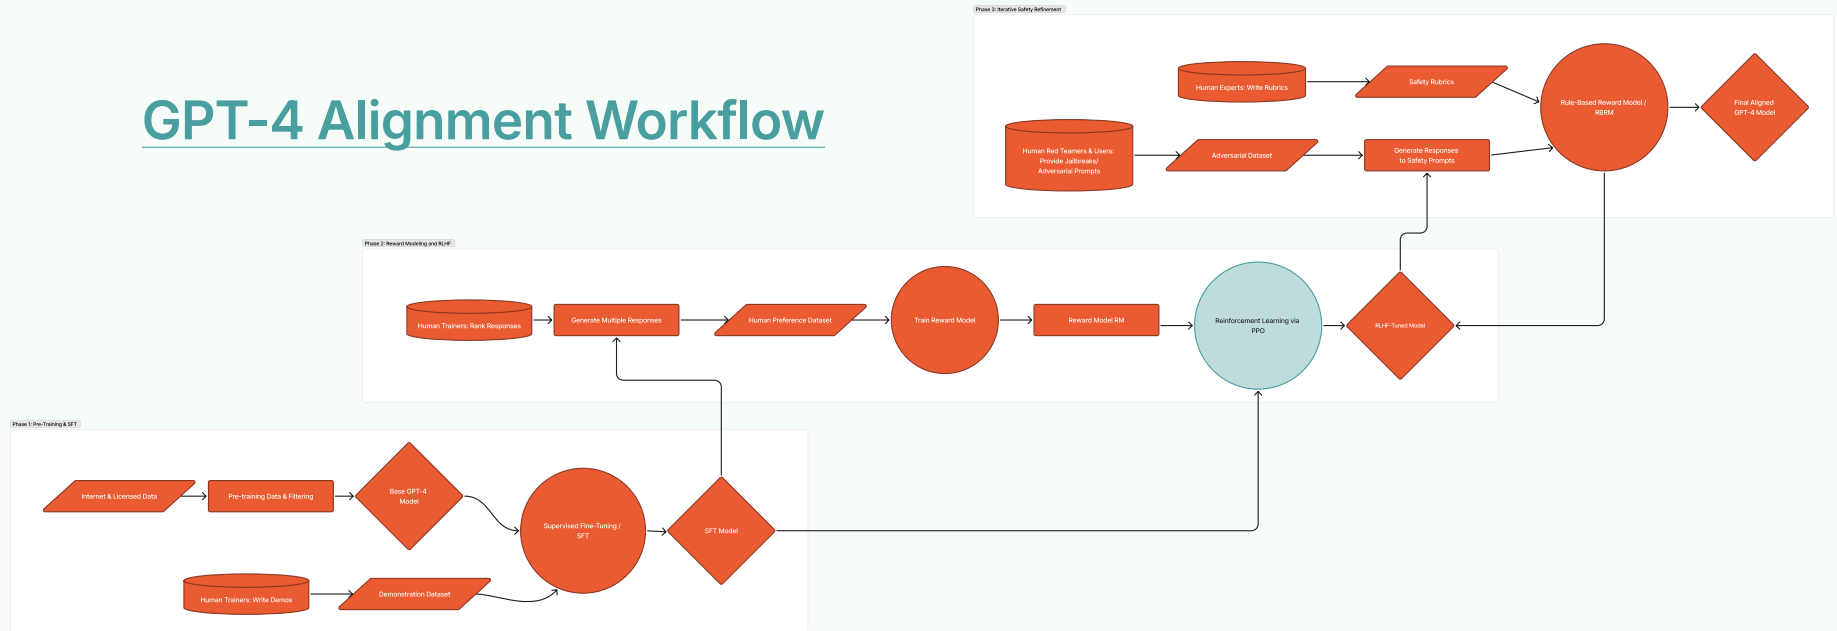 GPT-4 Alignment Workflow
Phase 3: Iterative Safety Refinement
Human Experts: Write Rubrics
Safety Rubrics
Rule-Based Reward Model /
RBRM
Final Aligned
GPT-4 Model
Human Red Teamers & Users:
Provide Jailbreaks/
Adversarial Prompts
Adversarial Dataset
Generate Responses
to Safety Prompts
Phase 2: Reward Modeling and RLHF
Human Trainers: Rank Responses
Generate Multiple Responses
Human Preference Dataset
Train Reward Model
Reward Model RM
Reinforcement Learning via
PPO
RLHF-Tuned Model
Phase 1: Pre-Training & SFT
Internet & Licensed Data
Pre-training Data & Filtering
Base GPT-4
Model
Supervised Fine-Tuning /
SFT
SFT Model
Human Trainers: Write Demos
Demonstration Dataset